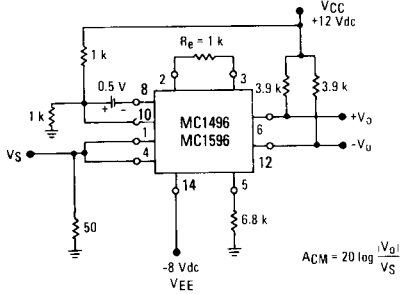 VCC
+12 Vdc
Re = 1 k
1 k
2
3
3.9 k
3.9 k
0.5 V
8
+ -
1 k
10
MC1496
MC1596
6
+Vo
1
VS
4
12
-Vo
14
5
50
6.8 k
-8 Vdc
VEE
ACM = 20 log |Vo| / VS